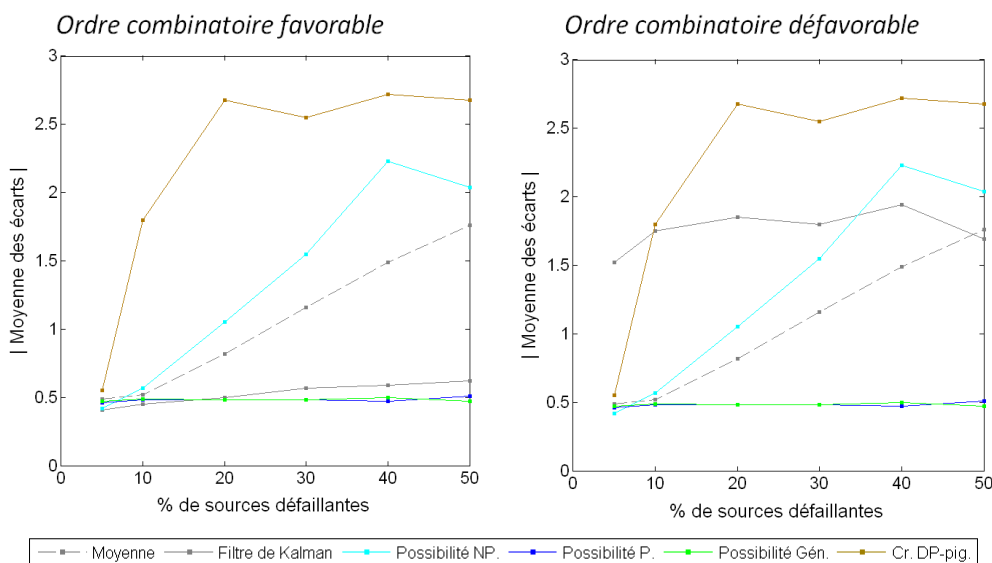 Ordre combinatoire favorable
3
2.5
2
1.5
1
0.5
0
| Moyenne des écarts |
0
10
20
30
40
50
% de sources défaillantes
Ordre combinatoire défavorable
3
2.5
2
1.5
1
0.5
0
| Moyenne des écarts |
0
10
20
30
40
50
% de sources défaillantes
Moyenne
Filtre de Kalman
Possibilité NP.
Possibilité P.
Possibilité Gén.
Cr. DP-pig.